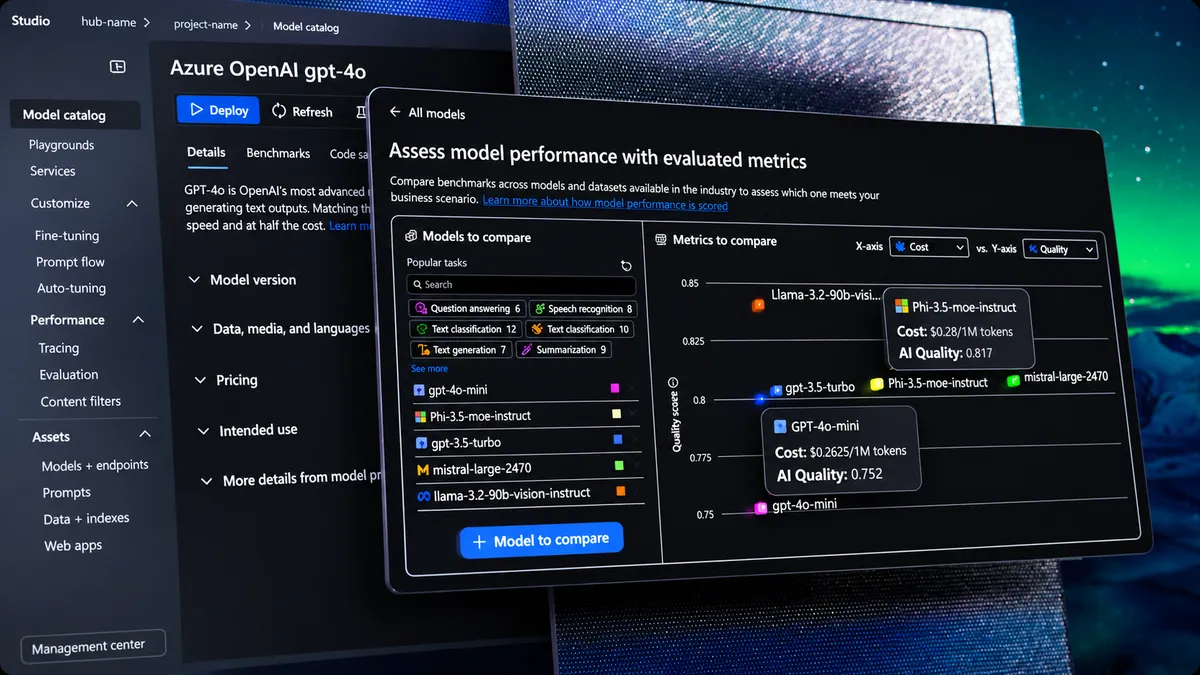 Studio
hub-name
project-name
Model catalog
Azure OpenAI gpt-4o
Deploy
Refresh
Details
Benchmarks
Code sa
GPT-4o is OpenAI's most advanced
generating text outputs. Matching th
speed and at half the cost. Learn m
Model version
Data, media, and languages
Pricing
Intended use
More details from model pr
Model catalog
Playgrounds
Services
Customize
Fine-tuning
Prompt flow
Auto-tuning
Performance
Tracing
Evaluation
Content filters
Assets
Models + endpoints
Prompts
Data + indexes
Web apps
Management center
All models
Assess model performance with evaluated metrics
Compare benchmarks across models and datasets available in the industry to assess which one meets your
business scenario. Learn more about how model performance is scored
Models to compare
Popular tasks
Search
Question answering 6
Speech recognition 8
Text classification 12
Text classification 10
Text generation 7
Summarization 9
See more
gpt-4o-mini
Phi-3.5-moe-instruct
gpt-3.5-turbo
mistral-large-2470
llama-3.2-90b-vision-instruct
+ Model to compare
Metrics to compare
X-axis
Cost
vs. Y-axis
Quality
Quality score
0.85
0.825
0.8
0.775
0.75
Llama-3.2-90b-visi...
Phi-3.5-moe-instruct
Cost: $0.28/1M tokens
AI Quality: 0.817
gpt-3.5-turbo
Phi-3.5-moe-instruct
mistral-large-2470
GPT-4o-mini
Cost: $0.2625/1M tokens
AI Quality: 0.752
gpt-4o-mini